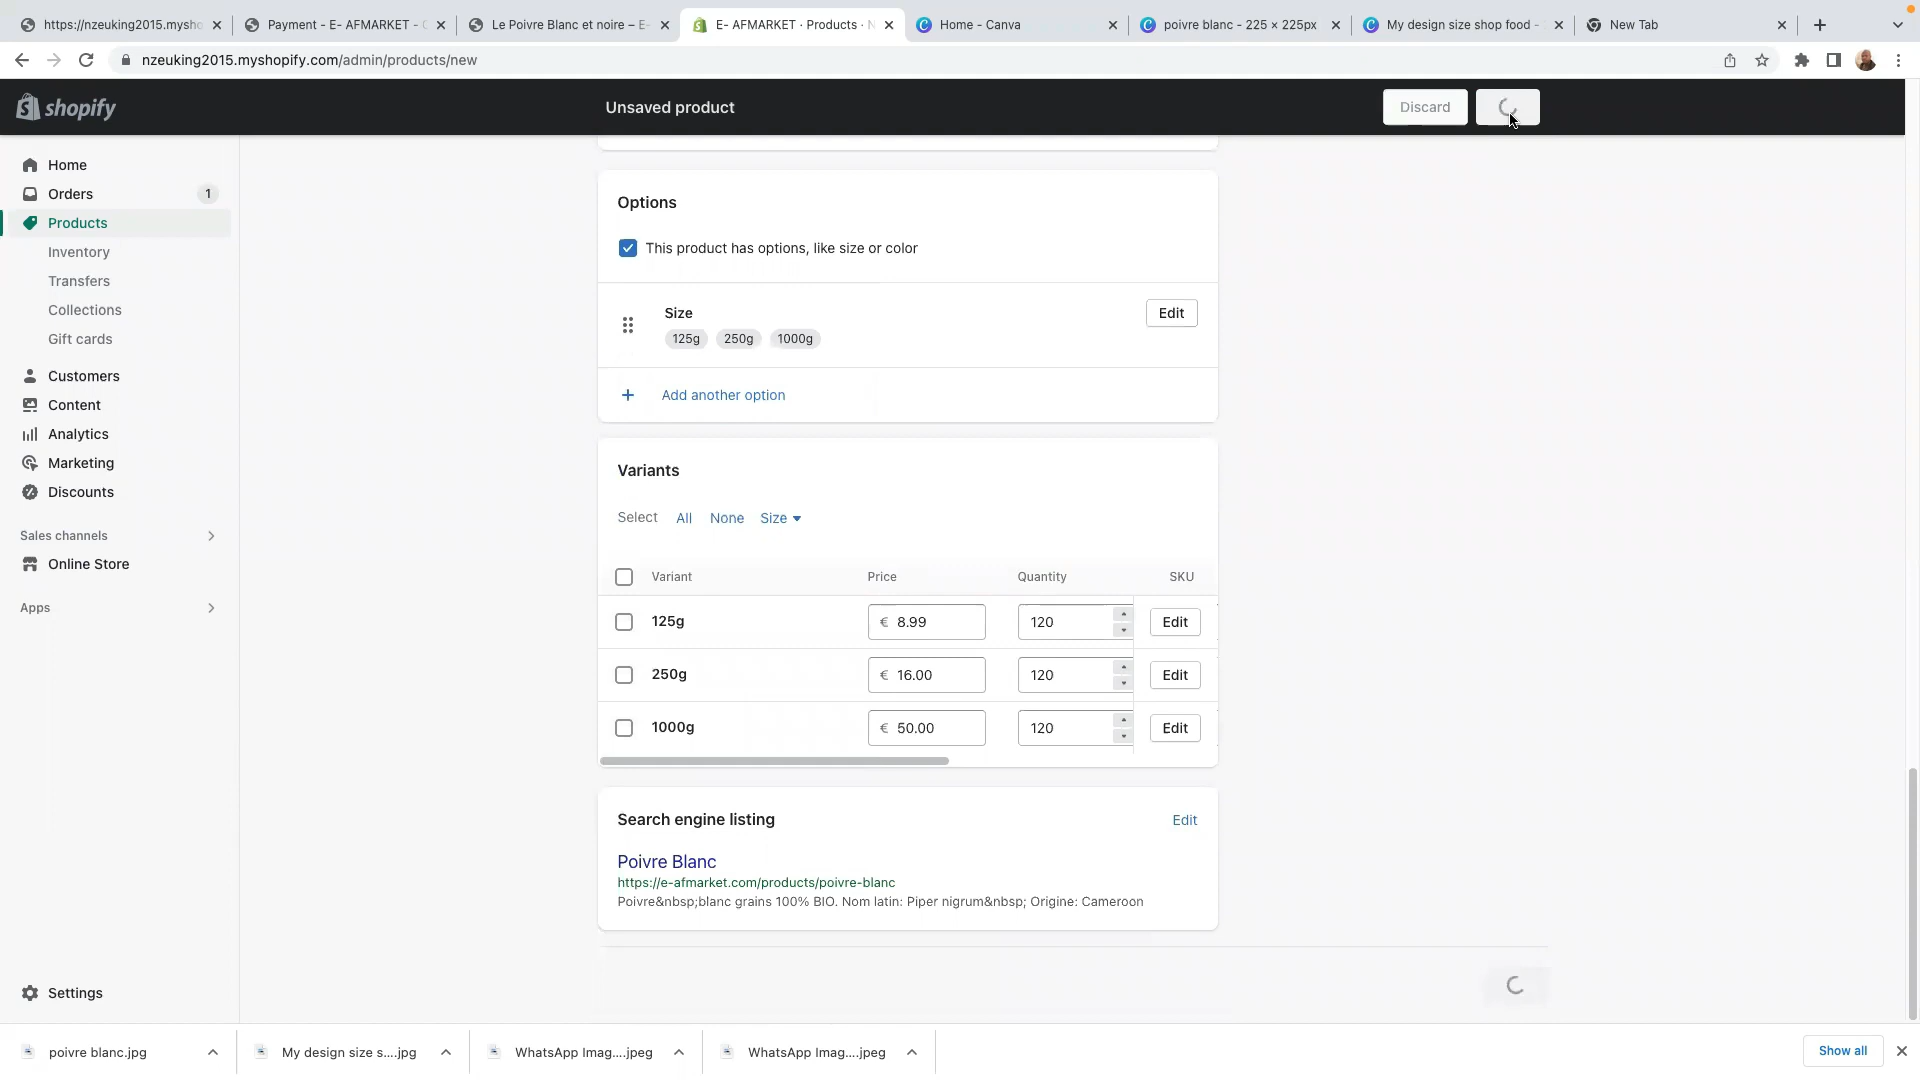 https://nzeuking2015.mysh
Payment - E- AFMARKET -
Le Poivre Blanc et noire – E-
E- AFMARKET · Products ·
Home - Canva
poivre blanc - 225 × 225px
My design size shop food -
New Tab
nzeuking2015.myshopify.com/admin/products/new
shopify
Unsaved product
Discard
Home
Orders
1
Products
Inventory
Transfers
Collections
Gift cards
Customers
Content
Analytics
Marketing
Discounts
Sales channels
Online Store
Apps
Settings
Options
This product has options, like size or color
Size
Edit
125g 250g 1000g
+ Add another option
Variants
Select All None Size
Variant Price Quantity SKU
125g € 8.99 120 Edit
250g € 16.00 120 Edit
1000g € 50.00 120 Edit
Search engine listing
Edit
Poivre Blanc
https://e-afmarket.com/products/poivre-blanc
Poivre&nbsp;blanc grains 100% BIO. Nom latin: Piper nigrum&nbsp; Origine: Cameroon
poivre blanc.jpg
My design size s....jpg
WhatsApp Imag....jpeg
WhatsApp Imag....jpeg
Show all